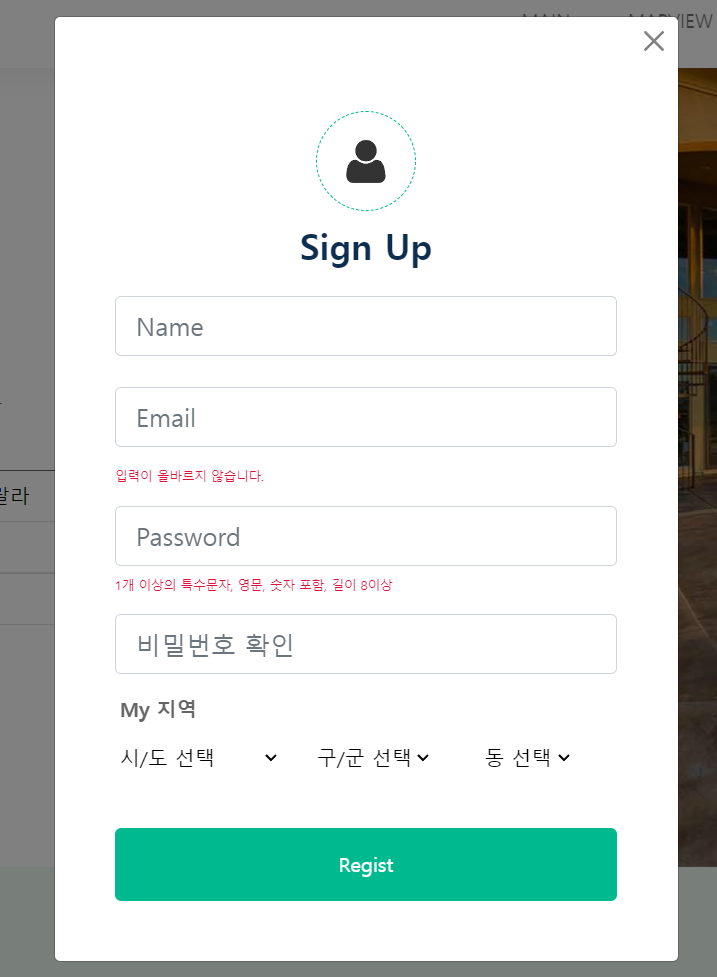 MAIN MAPVIEW
Sign Up
Name
Email
입력이 올바르지 않습니다.
랄라
Password
1개 이상의 특수문자, 영문, 숫자 포함, 길이 8이상
비밀번호 확인
My 지역
시/도 선택 구/군 선택 동 선택
Regist